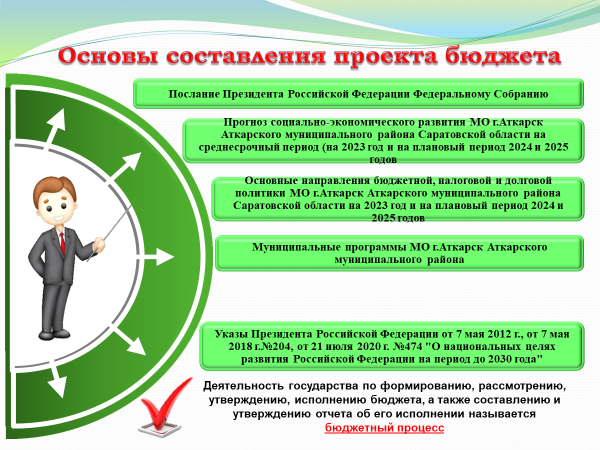 Основы составления проекта бюджета
Послание Президента Российской Федерации Федеральному Собранию
Прогноз социально-экономического развития МО г.Аткарск
Аткарского муниципального района Саратовской области на
среднесрочный период (на 2023 год и на плановый период 2024 и 2025
годов
Основные направления бюджетной, налоговой и долговой
политики МО г.Аткарск Аткарского муниципального района
Саратовской области на 2023 год и на плановый период 2024 и
2025 годов
Муниципальные программы МО г.Аткарск Аткарского
муниципального района
Указы Президента Российской Федерации от 7 мая 2012 г., от 7 мая
2018 г.№204, от 21 июля 2020 г. №474 "О национальных целях
развития Российской Федерации на период до 2030 года"
Деятельность государства по формированию, рассмотрению,
утверждению, исполнению бюджета, а также составлению и
утверждению отчета об его исполнении называется
бюджетный процесс